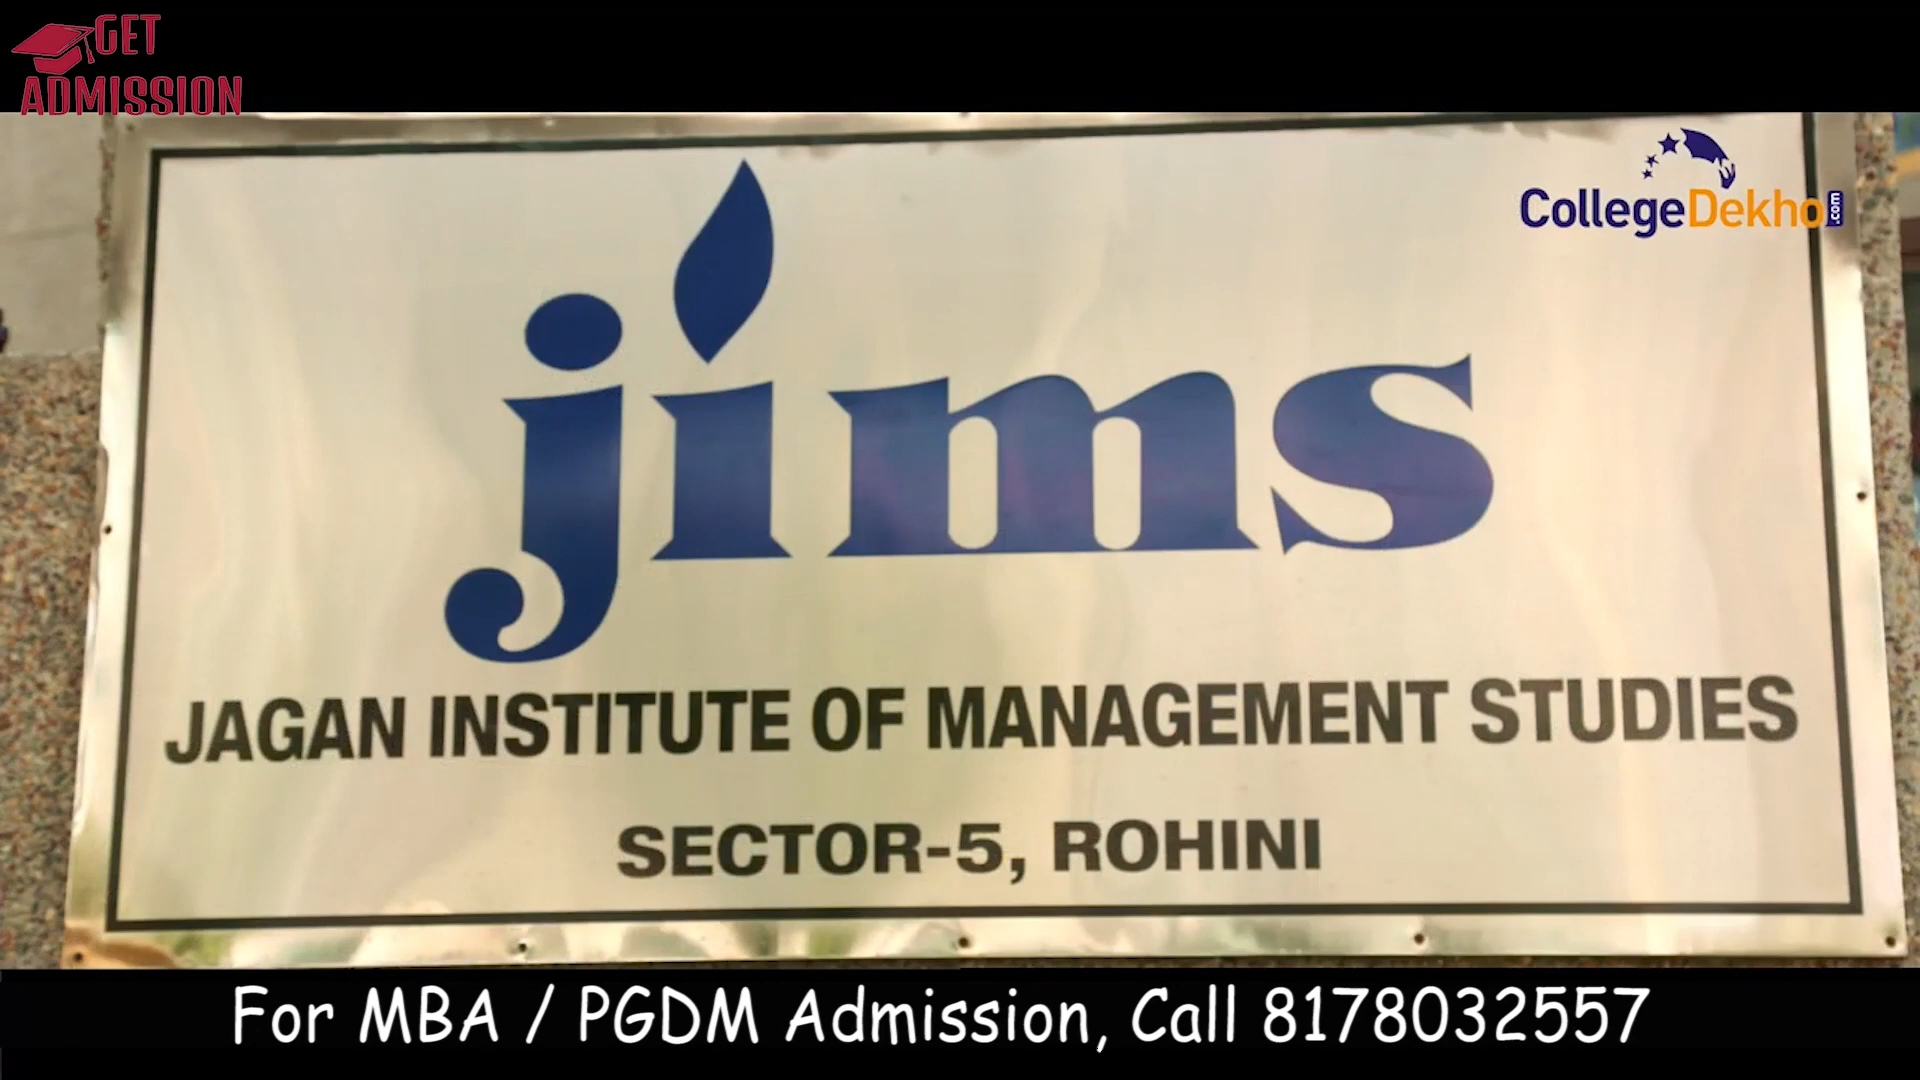 GET
ADMISSION
CollegeDekho.com
jims
JAGAN INSTITUTE OF MANAGEMENT STUDIES
SECTOR-5, ROHINI
For MBA / PGDM Admission, Call 8178032557